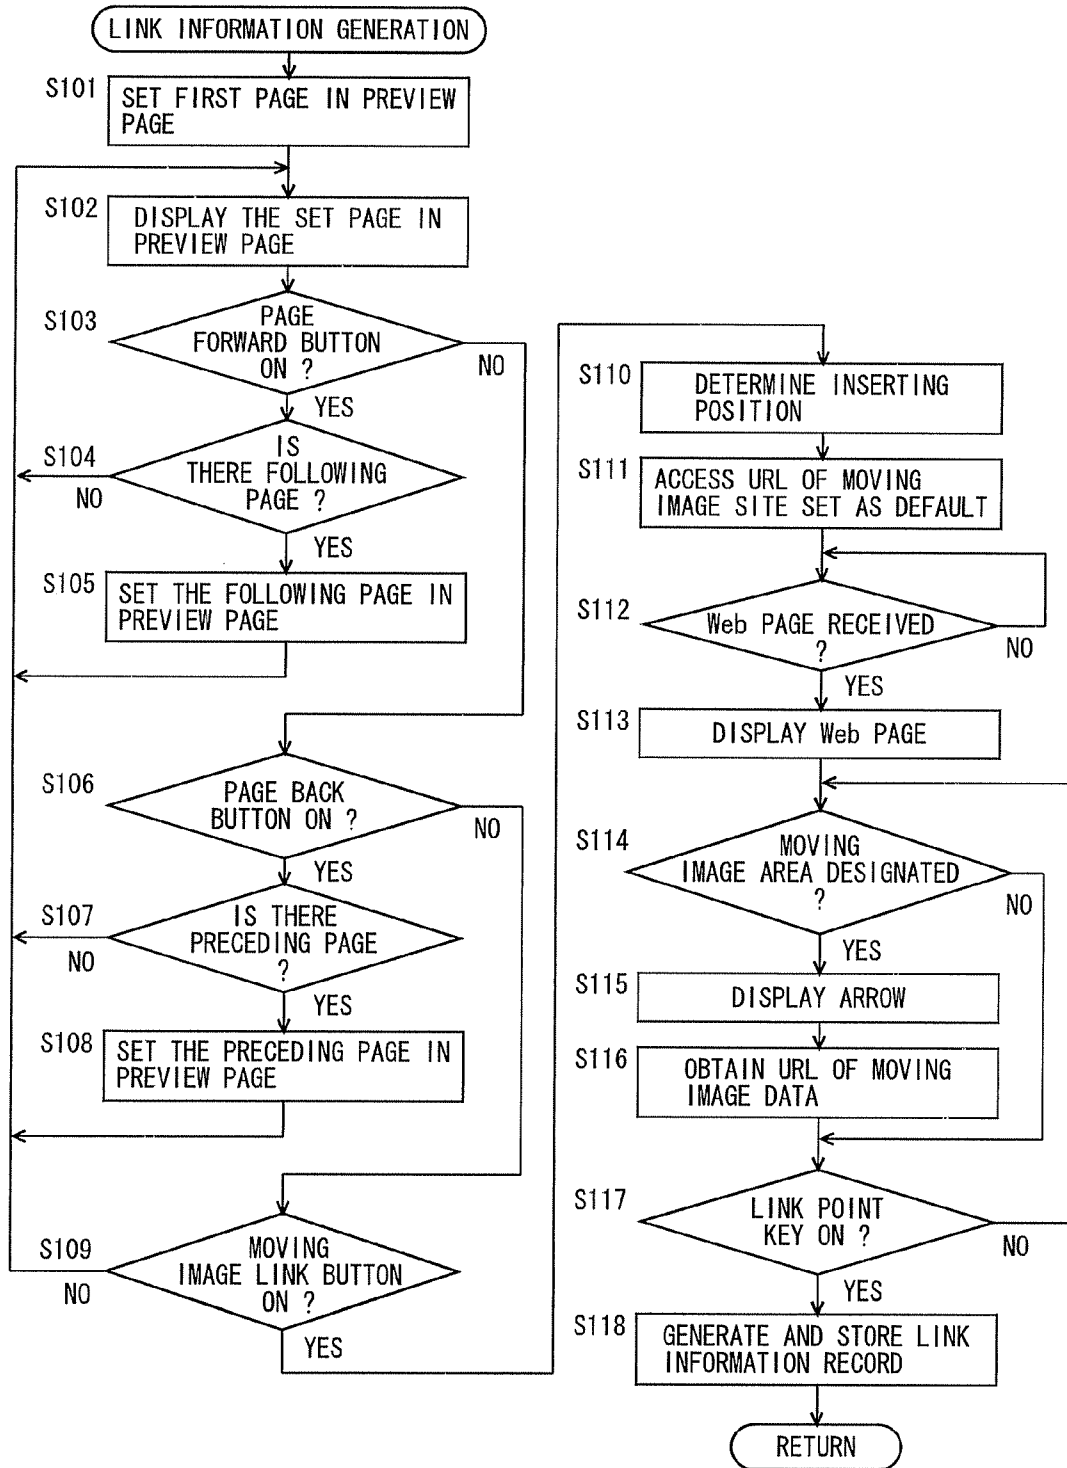 LINK INFORMATION GENERATION
S101
SET FIRST PAGE IN PREVIEW
PAGE
S102
DISPLAY THE SET PAGE IN
PREVIEW PAGE
S103
PAGE
FORWARD BUTTON
ON ?
NO
YES
S104
IS
THERE FOLLOWING
PAGE ?
NO
YES
S105
SET THE FOLLOWING PAGE IN
PREVIEW PAGE
S106
PAGE BACK
BUTTON ON ?
NO
YES
S107
IS THERE
PRECEDING PAGE
?
NO
YES
S108
SET THE PRECEDING PAGE IN
PREVIEW PAGE
S109
MOVING
IMAGE LINK BUTTON
ON ?
NO
YES
S110
DETERMINE INSERTING
POSITION
S111
ACCESS URL OF MOVING
IMAGE SITE SET AS DEFAULT
S112
Web PAGE RECEIVED
?
NO
YES
S113
DISPLAY Web PAGE
S114
MOVING
IMAGE AREA DESIGNATED
?
NO
YES
S115
DISPLAY ARROW
S116
OBTAIN URL OF MOVING
IMAGE DATA
S117
LINK POINT
KEY ON ?
NO
YES
S118
GENERATE AND STORE LINK
INFORMATION RECORD
RETURN